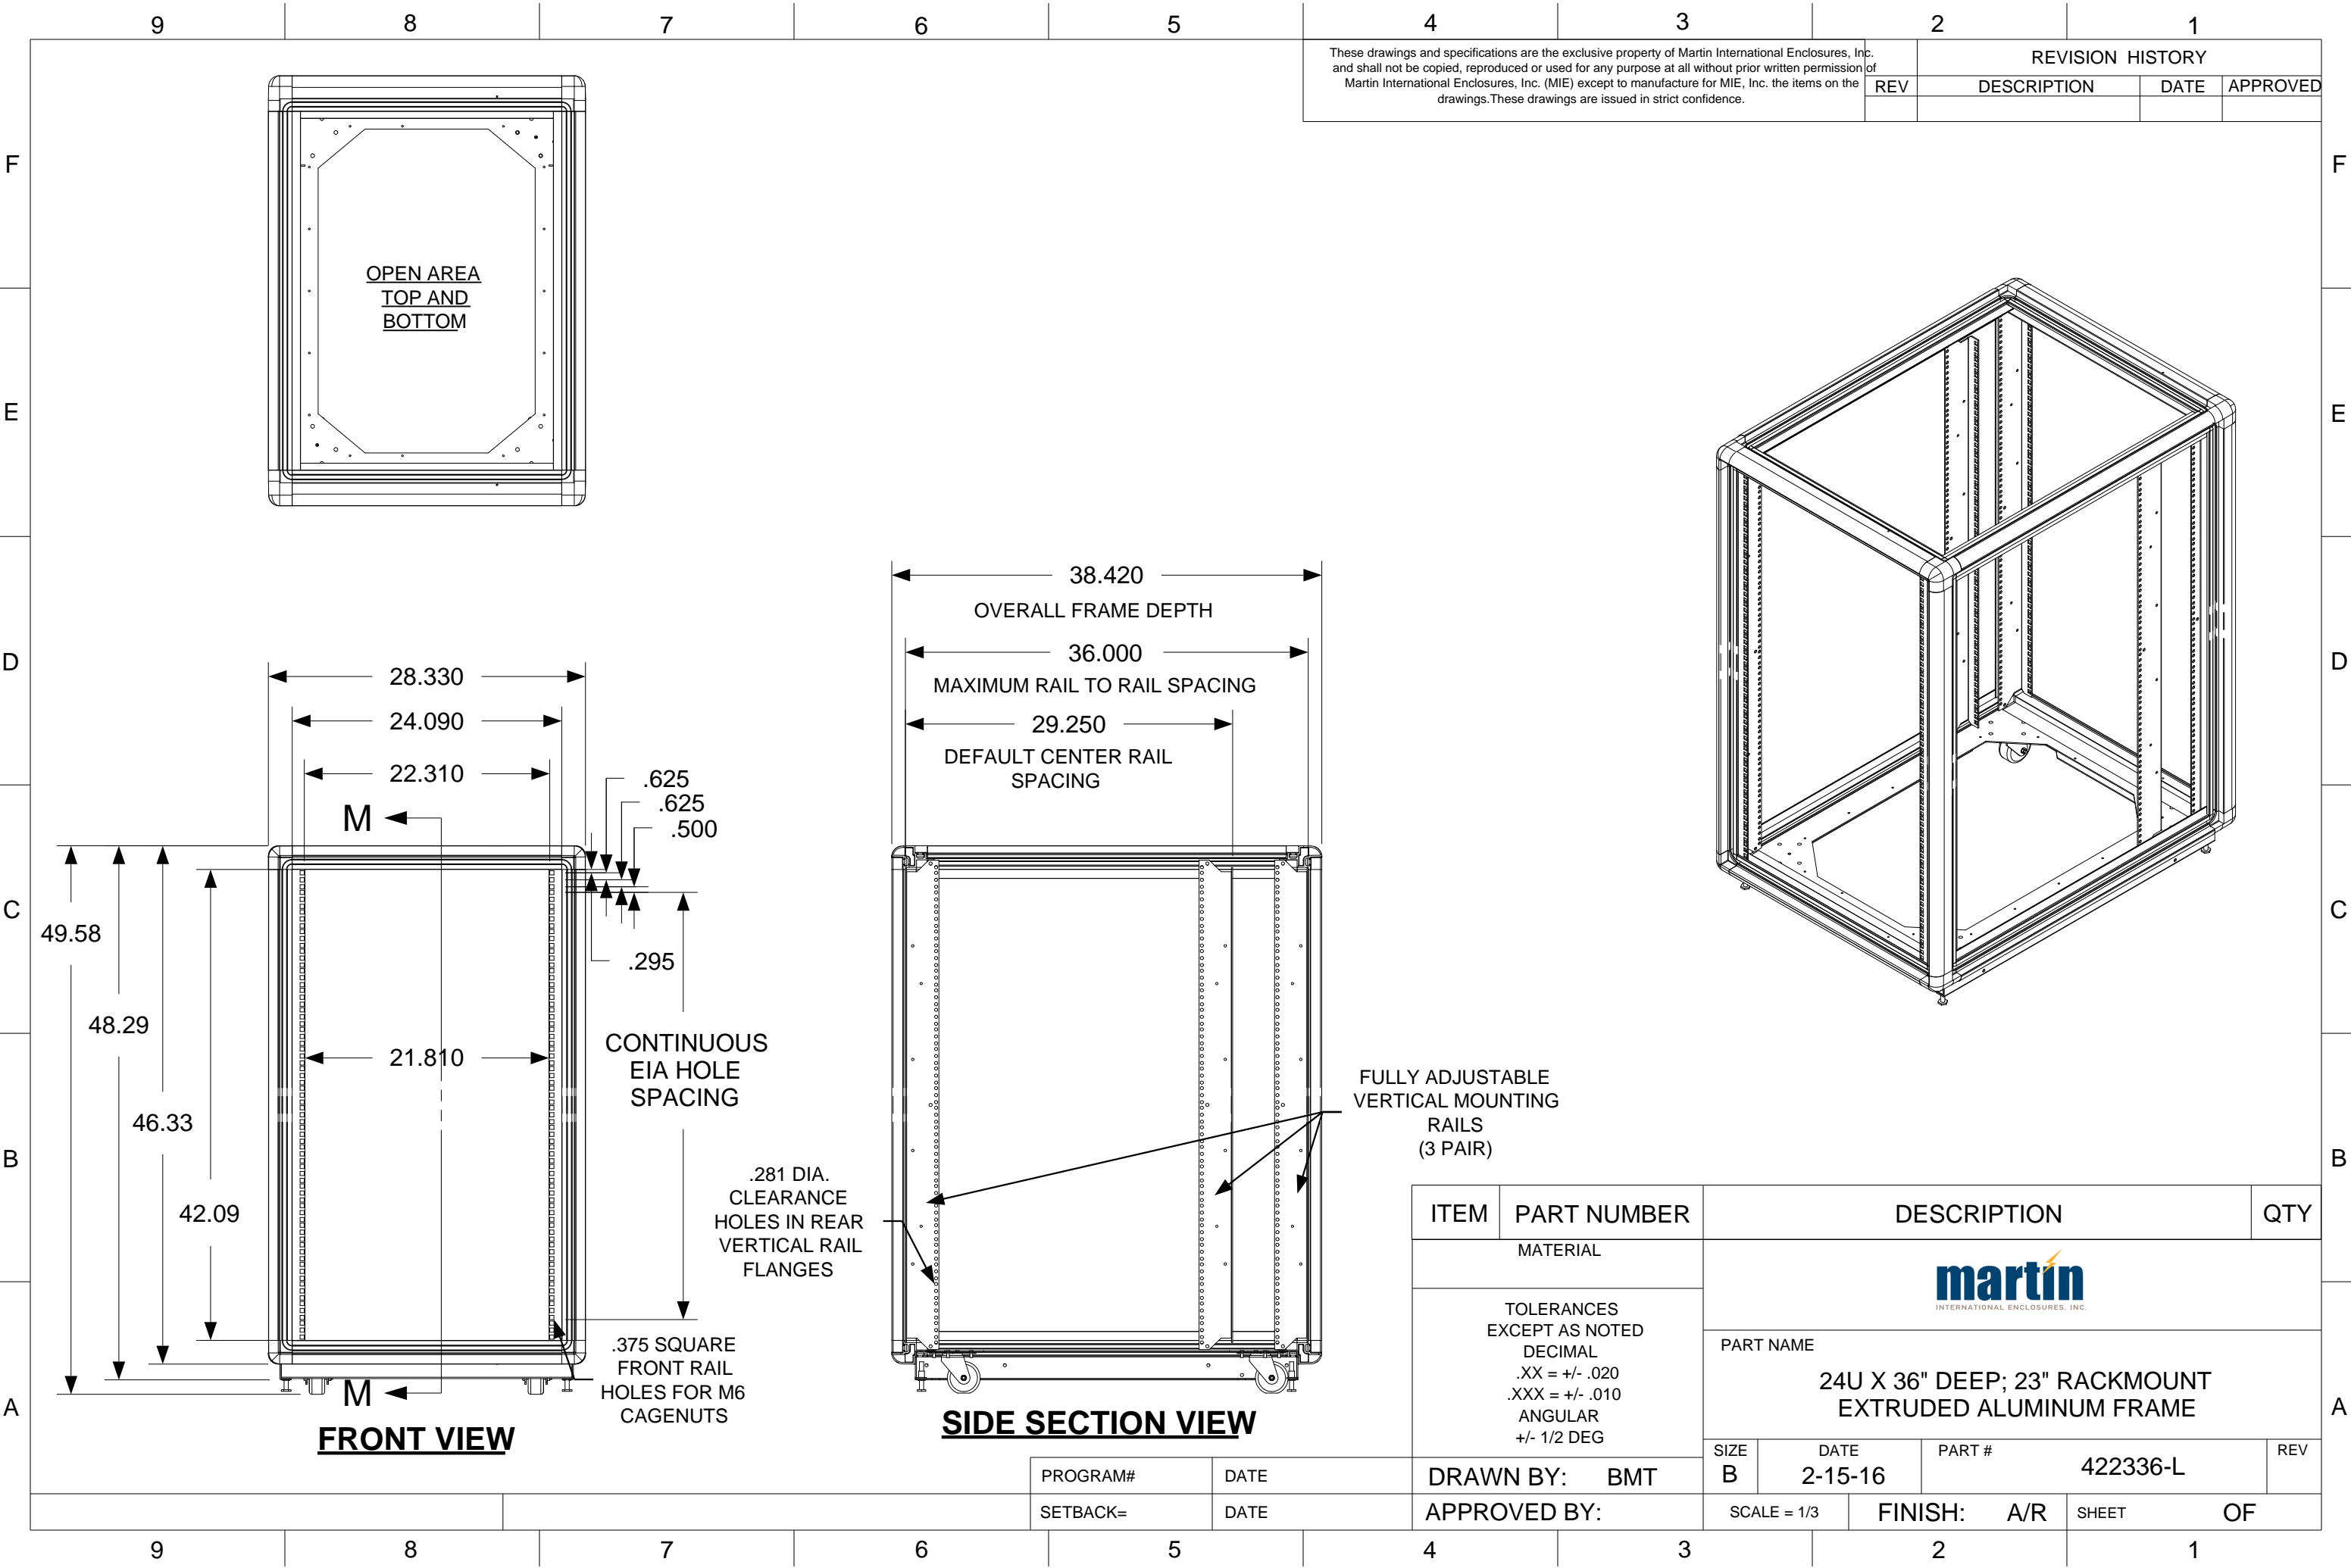 9 8 7 6 5 4 3 2 1
These drawings and specifications are the exclusive property of Martin International Enclosures, Inc.
and shall not be copied, reproduced or used for any purpose at all without prior written permission of
Martin International Enclosures, Inc. (MIE) except to manufacture for MIE, Inc. the items on the
drawings.These drawings are issued in strict confidence.
REVISION HISTORY
REV DESCRIPTION DATE APPROVED
F F
OPEN AREA
TOP AND
BOTTOM
E E
38.420
OVERALL FRAME DEPTH
36.000
MAXIMUM RAIL TO RAIL SPACING
29.250
DEFAULT CENTER RAIL
SPACING
D D
28.330
24.090
22.310
M
.625
.625
.500
.295
C C
49.58
48.29
46.33
42.09
21.810
CONTINUOUS
EIA HOLE
SPACING
B B
.281 DIA.
CLEARANCE
HOLES IN REAR
VERTICAL RAIL
FLANGES
FULLY ADJUSTABLE
VERTICAL MOUNTING
RAILS
(3 PAIR)
.375 SQUARE
FRONT RAIL
HOLES FOR M6
CAGENUTS
M
A A
FRONT VIEW
SIDE SECTION VIEW
ITEM PART NUMBER DESCRIPTION QTY
MATERIAL
martin
INTERNATIONAL ENCLOSURES, INC.
TOLERANCES
EXCEPT AS NOTED
DECIMAL
.XX = +/- .020
.XXX = +/- .010
ANGULAR
+/- 1/2 DEG
PART NAME
24U X 36" DEEP; 23" RACKMOUNT
EXTRUDED ALUMINUM FRAME
SIZE DATE PART # REV
B 2-15-16 422336-L
PROGRAM# DATE DRAWN BY: BMT
SETBACK= DATE APPROVED BY: SCALE = 1/3 FINISH: A/R SHEET OF
9 8 7 6 5 4 3 2 1